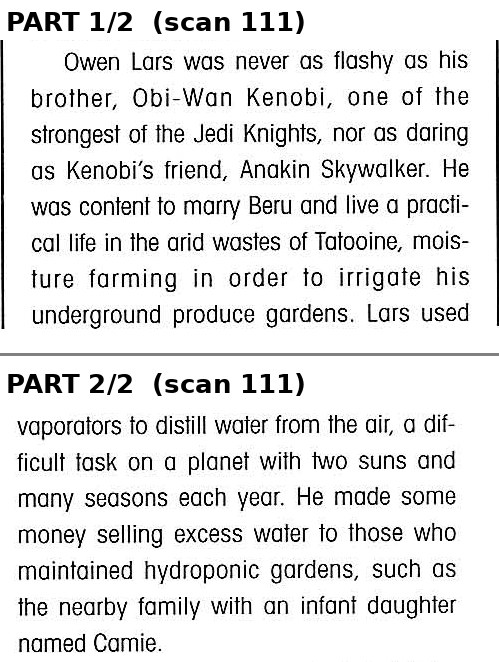 PART 1/2 (scan 111)
Owen Lars was never as flashy as his
brother, Obi-Wan Kenobi, one of the
strongest of the Jedi Knights, nor as daring
as Kenobi's friend, Anakin Skywalker. He
was content to marry Beru and live a practi-
cal life in the arid wastes of Tatooine, mois-
ture farming in order to irrigate his
underground produce gardens. Lars used
PART 2/2 (scan 111)
vaporators to distill water from the air, a dif-
ficult task on a planet with two suns and
many seasons each year. He made some
money selling excess water to those who
maintained hydroponic gardens, such as
the nearby family with an infant daughter
named Camie.